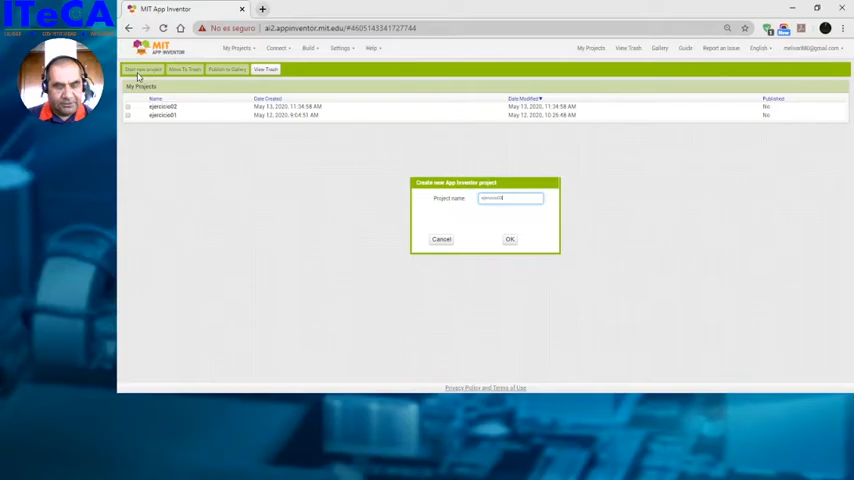 ITeCA
MIT App Inventor
No es seguro
ai2.appinventor.mit.edu/#4605143341727744
MIT
APP INVENTOR
My Projects
Connect
Build
Settings
Help
My Projects
View Trash
Gallery
Guide
Report an Issue
English
Start new project
Move To Trash
Publish to Gallery
View Trash
My Projects
Name
Date Created
Date Modified
Published
ejercicio02
May 13, 2020, 11:34:58 AM
May 13, 2020, 11:34:58 AM
No
ejercicio01
May 12, 2020, 9:04:51 AM
May 12, 2020, 10:26:48 AM
No
Create new App Inventor project
Project name:
Cancel
OK
Privacy Policy and Terms of Use